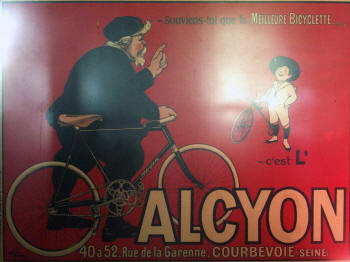 – Souviens-toi que la MEILLEURE BICYCLETTE....
– c'est L'
ALCYON
40 à 52, Rue de la Garenne, COURBEVOIE (SEINE)